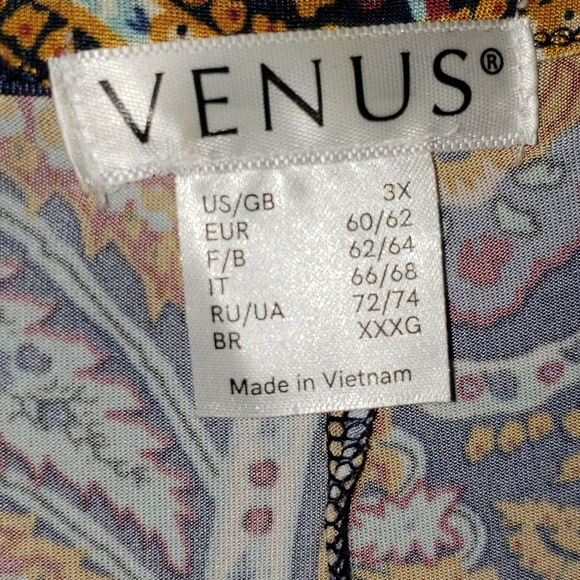 VENUS®
US/GB 3X
EUR 60/62
F/B 62/64
IT 66/68
RU/UA 72/74
BR XXXG
Made in Vietnam